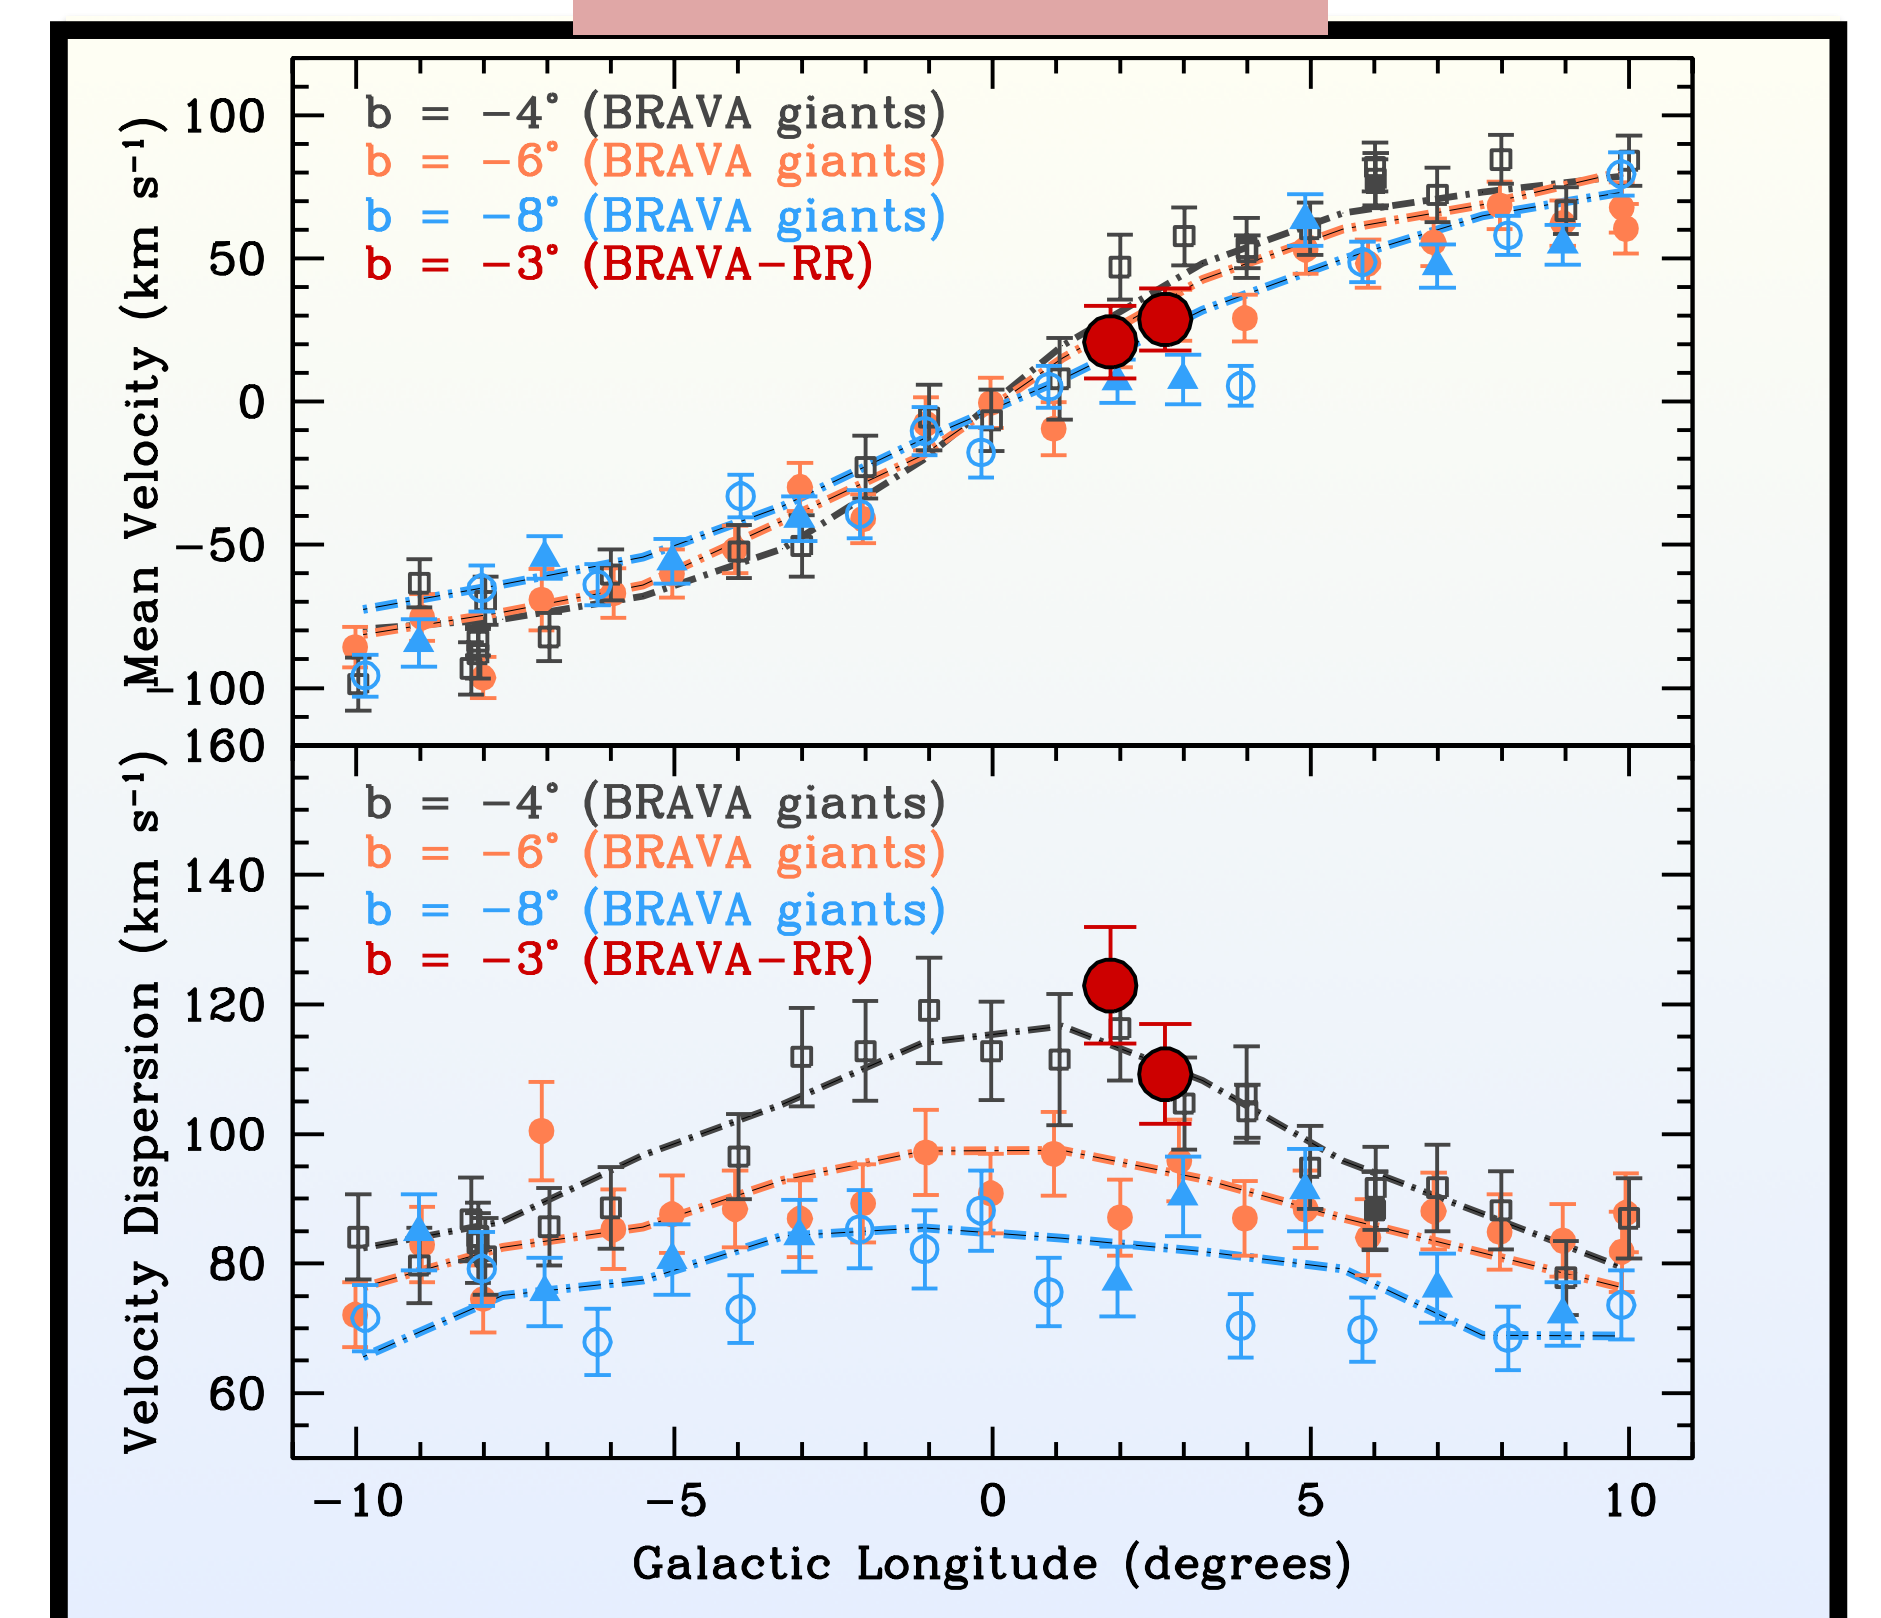 b = −4° (BRAVA giants)
b = −6° (BRAVA giants)
b = −8° (BRAVA giants)
b = −3° (BRAVA−RR)
100
50
0
−50
−100
Mean Velocity (km s⁻¹)
b = −4° (BRAVA giants)
b = −6° (BRAVA giants)
b = −8° (BRAVA giants)
b = −3° (BRAVA−RR)
160
140
120
100
80
60
Velocity Dispersion (km s⁻¹)
−10 −5 0 5 10
Galactic Longitude (degrees)